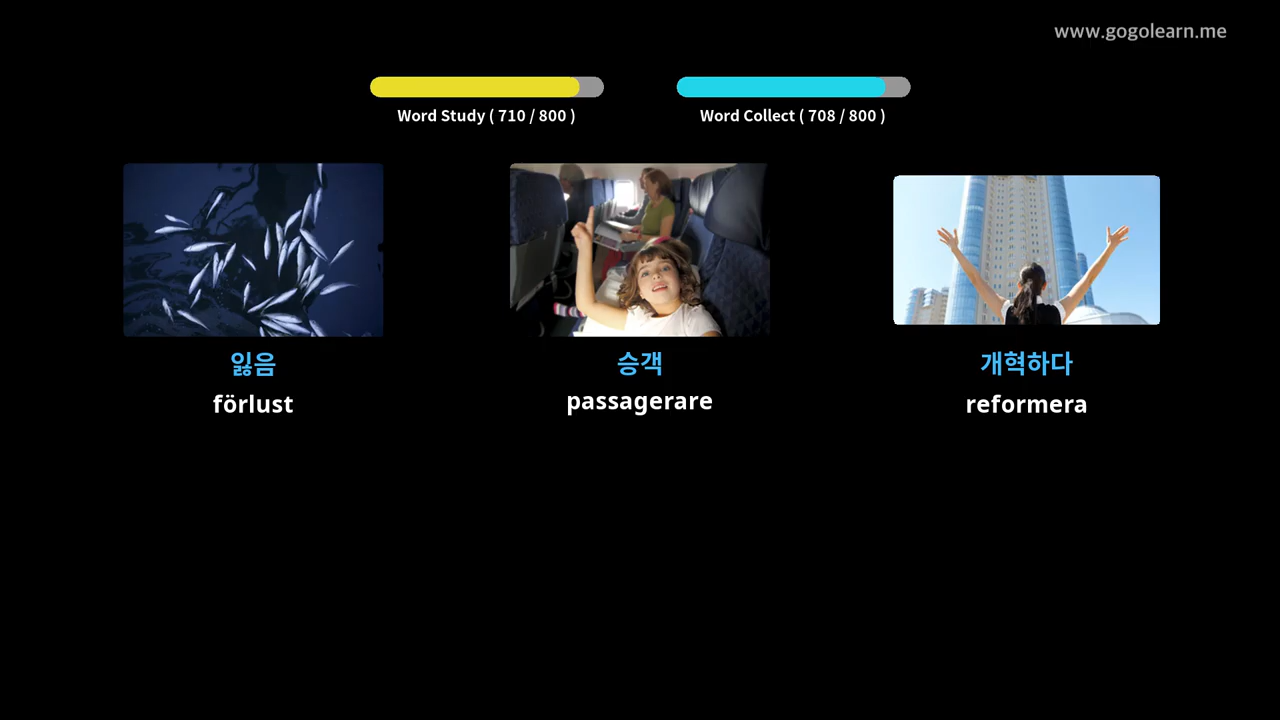 www.gogolearn.me
Word Study ( 710 / 800 )
Word Collect ( 708 / 800 )
잃음
förlust
승객
passagerare
개혁하다
reformera